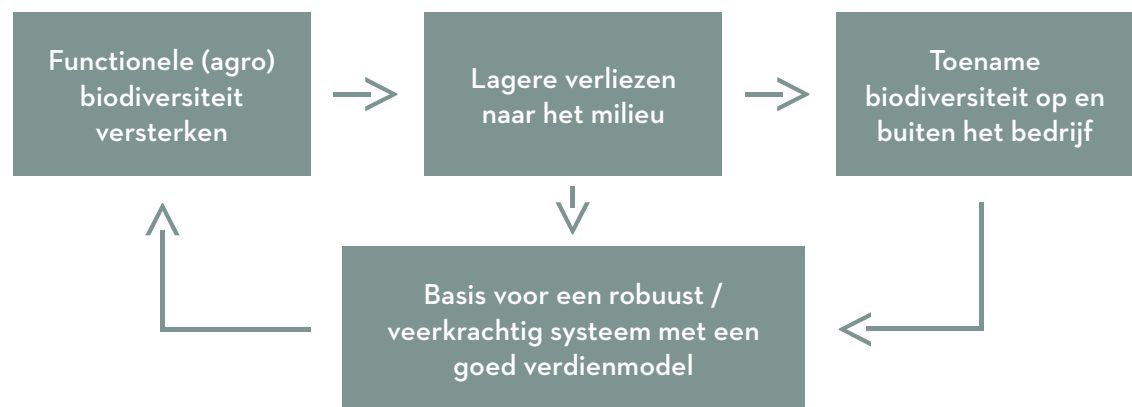 Functionele (agro)
biodiversiteit
versterken
Lagere verliezen
naar het milieu
Toename
biodiversiteit op en
buiten het bedrijf
Basis voor een robuust /
veerkrachtig systeem met een
goed verdienmodel